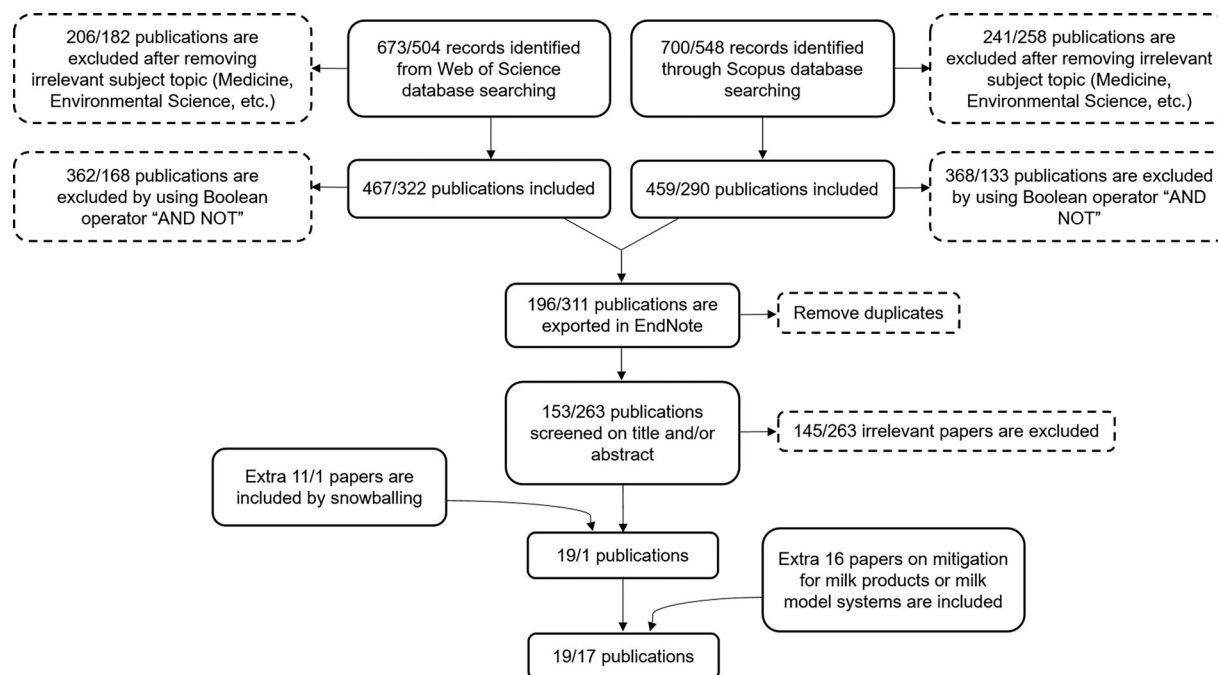 206/182 publications are
excluded after removing
irrelevant subject topic (Medicine,
Environmental Science, etc.)
673/504 records identified
from Web of Science
database searching
700/548 records identified
through Scopus database
searching
241/258 publications are
excluded after removing
irrelevant subject topic
(Medicine, Environmental
Science, etc.)
362/168 publications are
excluded by using Boolean
operator “AND NOT”
467/322 publications included
459/290 publications included
368/133 publications are excluded
by using Boolean operator “AND
NOT”
196/311 publications are
exported in EndNote
Remove duplicates
153/263 publications
screened on title and/or
abstract
145/263 irrelevant papers are excluded
Extra 11/1 papers are
included by snowballing
19/1 publications
Extra 16 papers on mitigation
for milk products or milk
model systems are included
19/17 publications